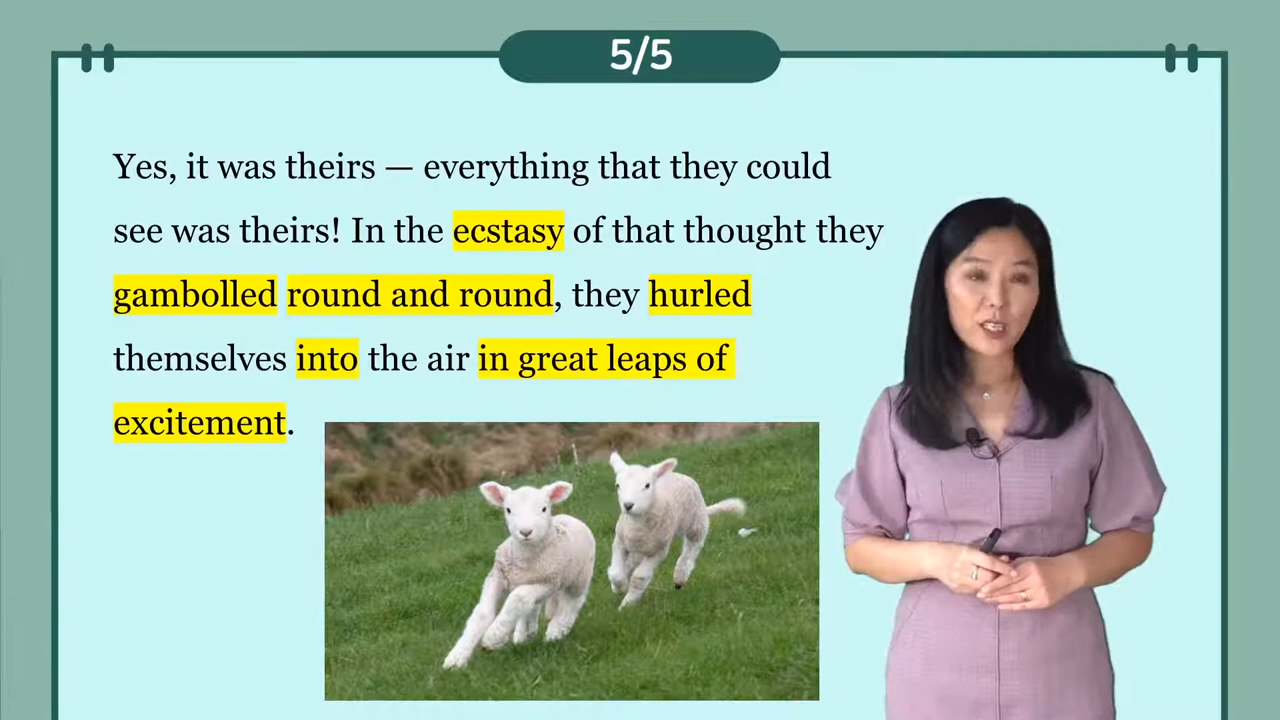 5/5
Yes, it was theirs — everything that they could
see was theirs! In the ecstasy of that thought they
gambolled round and round, they hurled
themselves into the air in great leaps of
excitement.